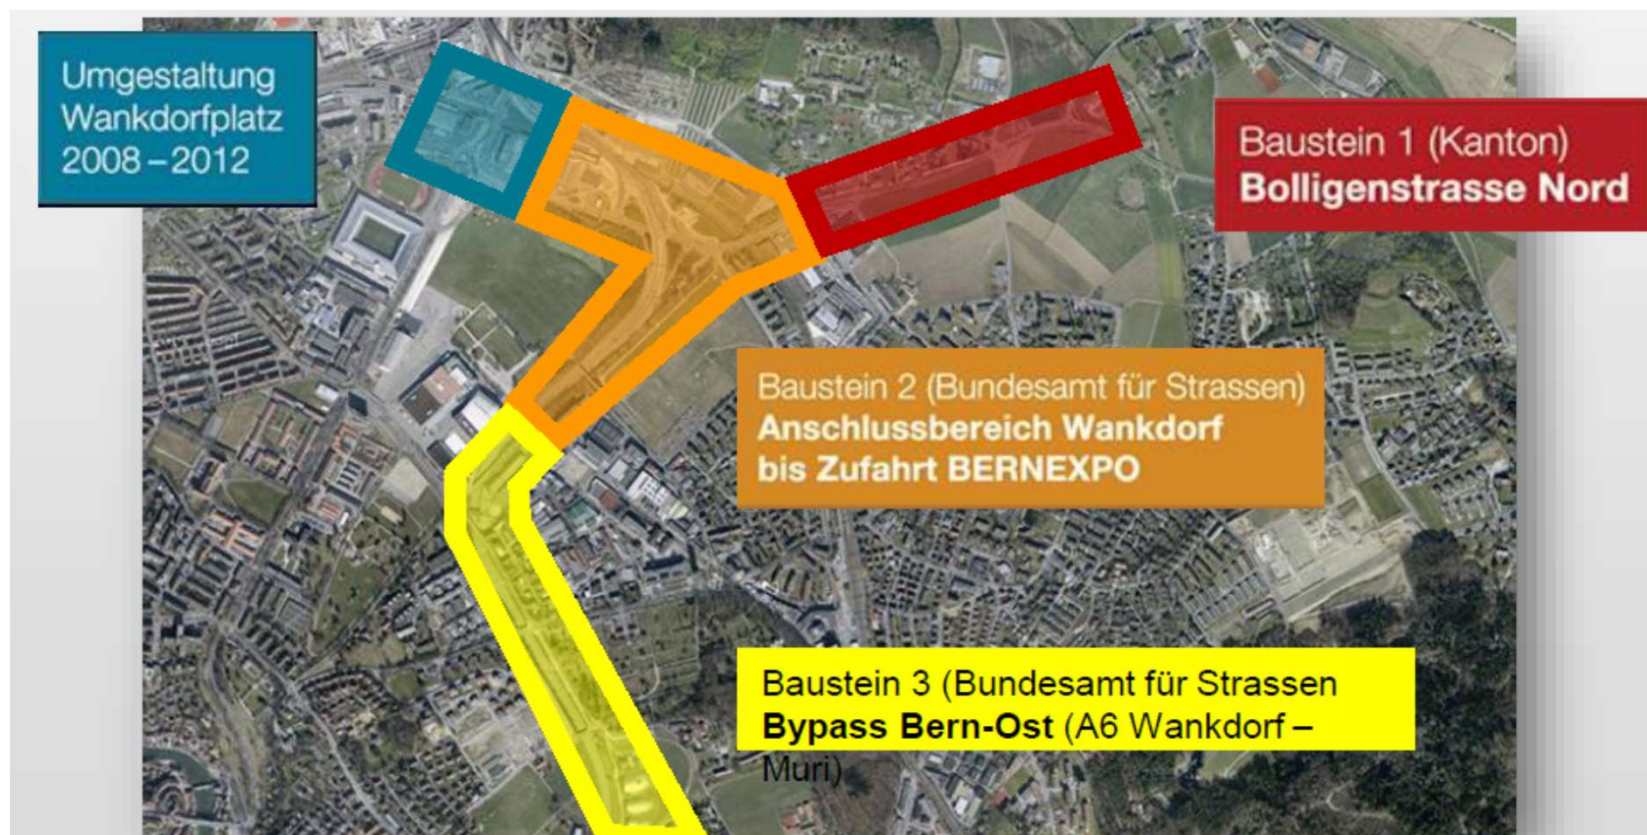 Umgestaltung
Wankdorfplatz
2008 – 2012
Baustein 1 (Kanton)
Bolligenstrasse Nord
Baustein 2 (Bundesamt für Strassen)
Anschlussbereich Wankdorf
bis Zufahrt BERNEXPO
Baustein 3 (Bundesamt für Strassen
Bypass Bern-Ost (A6 Wankdorf –
Muri)